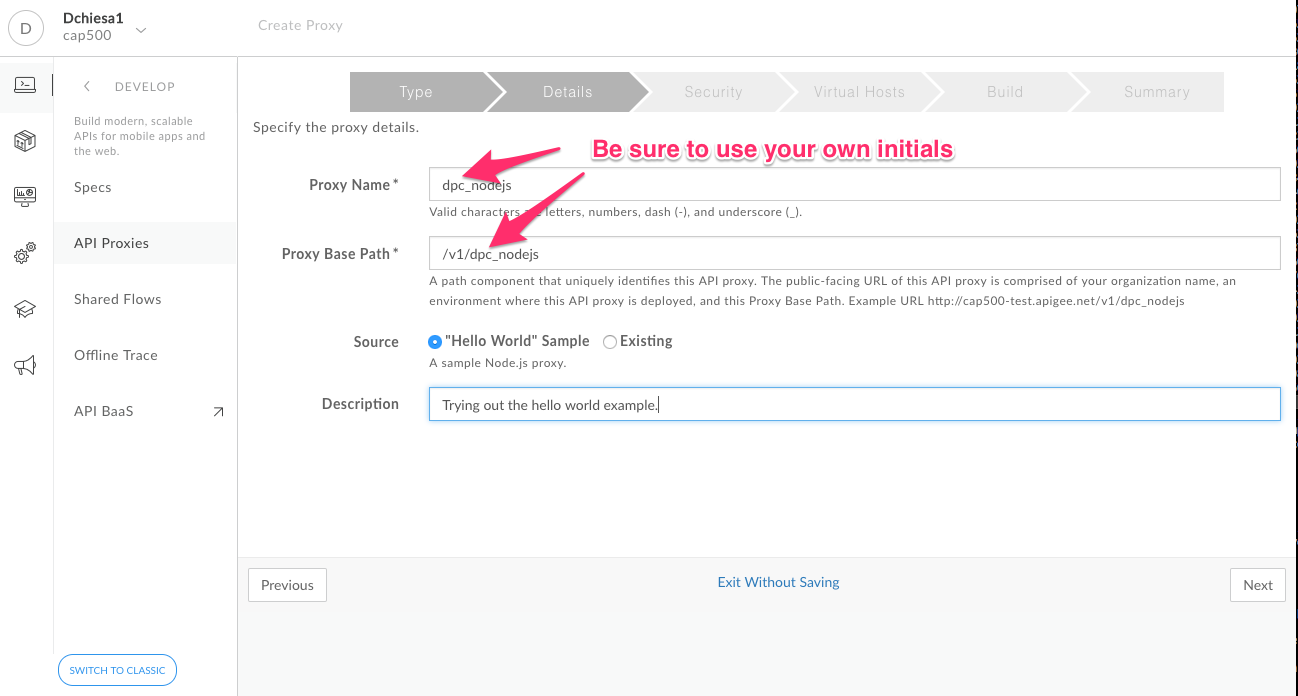 D
Dchiesa1
cap500
Create Proxy
DEVELOP
Build modern, scalable
APIs for mobile apps and
the web.
Specs
API Proxies
Shared Flows
Offline Trace
API BaaS
SWITCH TO CLASSIC
Type
Details
Security
Virtual Hosts
Build
Summary
Specify the proxy details.
Be sure to use your own initials
Proxy Name*
dpc_nodejs
Valid characters letters, numbers, dash (-), and underscore (_).
Proxy Base Path*
/v1/dpc_nodejs
A path component that uniquely identifies this API proxy. The public-facing URL of this API proxy is comprised of your organization name, an
environment where this API proxy is deployed, and this Proxy Base Path. Example URL http://cap500-test.apigee.net/v1/dpc_nodejs
Source
"Hello World" Sample
Existing
A sample Node.js proxy.
Description
Trying out the hello world example.
Previous
Exit Without Saving
Next